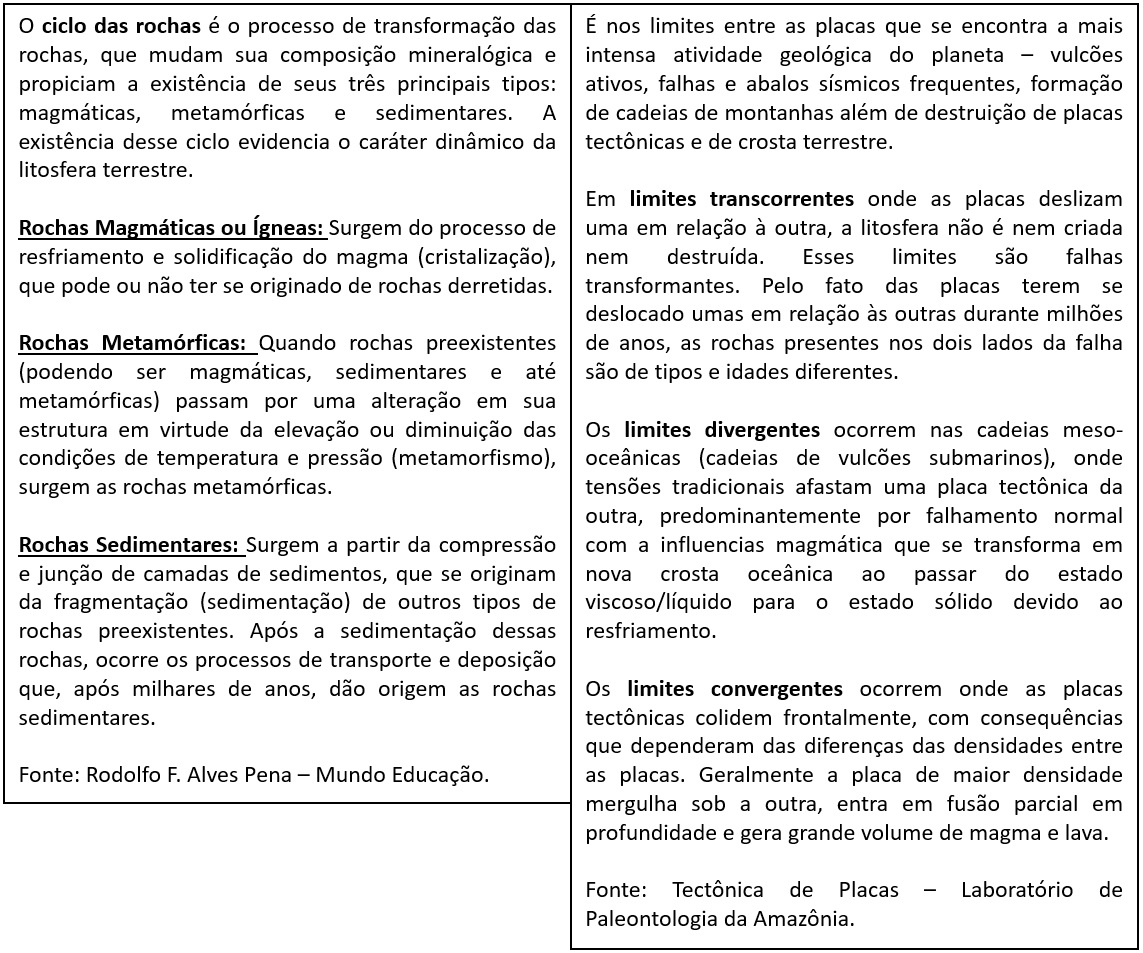 O ciclo das rochas é o processo de transformação das
rochas, que mudam sua composição mineralógica e
propiciam a existência de seus três principais tipos:
magmáticas, metamórficas e sedimentares. A
existência desse ciclo evidencia o caráter dinâmico da
litosfera terrestre.
Rochas Magmáticas ou Ígneas: Surgem do processo de
resfriamento e solidificação do magma (cristalização),
que pode ou não ter se originado de rochas derretidas.
Rochas Metamórficas: Quando rochas preexistentes
(podendo ser magmáticas, sedimentares e até
metamórficas) passam por uma alteração em sua
estrutura em virtude da elevação ou diminuição das
condições de temperatura e pressão (metamorfismo),
surgem as rochas metamórficas.
Rochas Sedimentares: Surgem a partir da compressão
e junção de camadas de sedimentos, que se originam
da fragmentação (sedimentação) de outros tipos de
rochas preexistentes. Após a sedimentação dessas
rochas, ocorre os processos de transporte e deposição
que, após milhares de anos, dão origem as rochas
sedimentares.
Fonte: Rodolfo F. Alves Pena – Mundo Educação.
É nos limites entre as placas que se encontra a mais
intensa atividade geológica do planeta – vulcões
ativos, falhas e abalos sísmicos frequentes, formação
de cadeias de montanhas além de destruição de placas
tectônicas e de crosta terrestre.
Em limites transcorrentes onde as placas deslizam
uma em relação à outra, a litosfera não é nem criada
nem destruída. Esses limites são falhas
transformantes. Pelo fato das placas terem se
deslocado umas em relação às outras durante milhões
de anos, as rochas presentes nos dois lados da falha
são de tipos e idades diferentes.
Os limites divergentes ocorrem nas cadeias meso-
oceânicas (cadeias de vulcões submarinos), onde
tensões tradicionais afastam uma placa tectônica da
outra, predominantemente por falhamento normal
com a influencias magmática que se transforma em
nova crosta oceânica ao passar do estado
viscoso/líquido para o estado sólido devido ao
resfriamento.
Os limites convergentes ocorrem onde as placas
tectônicas colidem frontalmente, com consequências
que dependeram das diferenças das densidades entre
as placas. Geralmente a placa de maior densidade
mergulha sob a outra, entra em fusão parcial em
profundidade e gera grande volume de magma e lava.
Fonte: Tectônica de Placas – Laboratório de
Paleontologia da Amazônia.